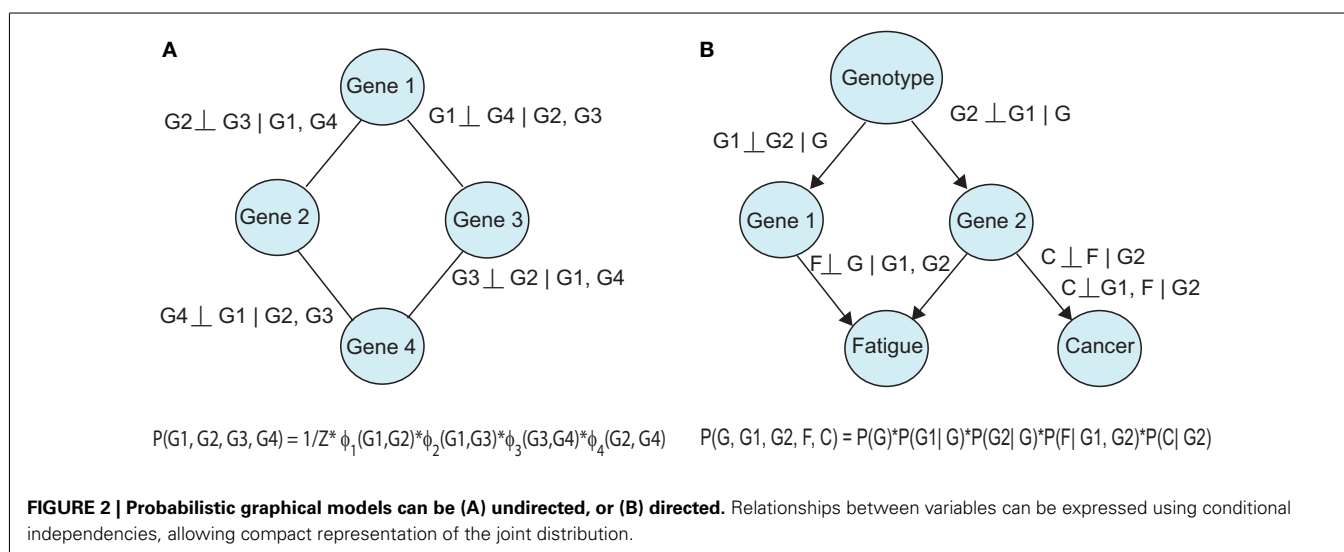 A
Gene 1
G2 ⊥ G3 | G1, G4
G1 ⊥ G4 | G2, G3
Gene 2
Gene 3
G4 ⊥ G1 | G2, G3
G3 ⊥ G2 | G1, G4
Gene 4
P(G1, G2, G3, G4) = 1/Z* ϕ₁(G1,G2)*ϕ₂(G1,G3)*ϕ₃(G3,G4)*ϕ₄(G2, G4)
B
Genotype
G1 ⊥ G2 | G
G2 ⊥ G1 | G
Gene 1
Gene 2
F ⊥ G | G1, G2
C ⊥ F | G2
C ⊥ G1, F | G2
Fatigue
Cancer
P(G, G1, G2, F, C) = P(G)*P(G1| G)*P(G2| G)*P(F| G1, G2)*P(C| G2)
FIGURE 2 | Probabilistic graphical models can be (A) undirected, or (B) directed. Relationships between variables can be expressed using conditional
independencies, allowing compact representation of the joint distribution.